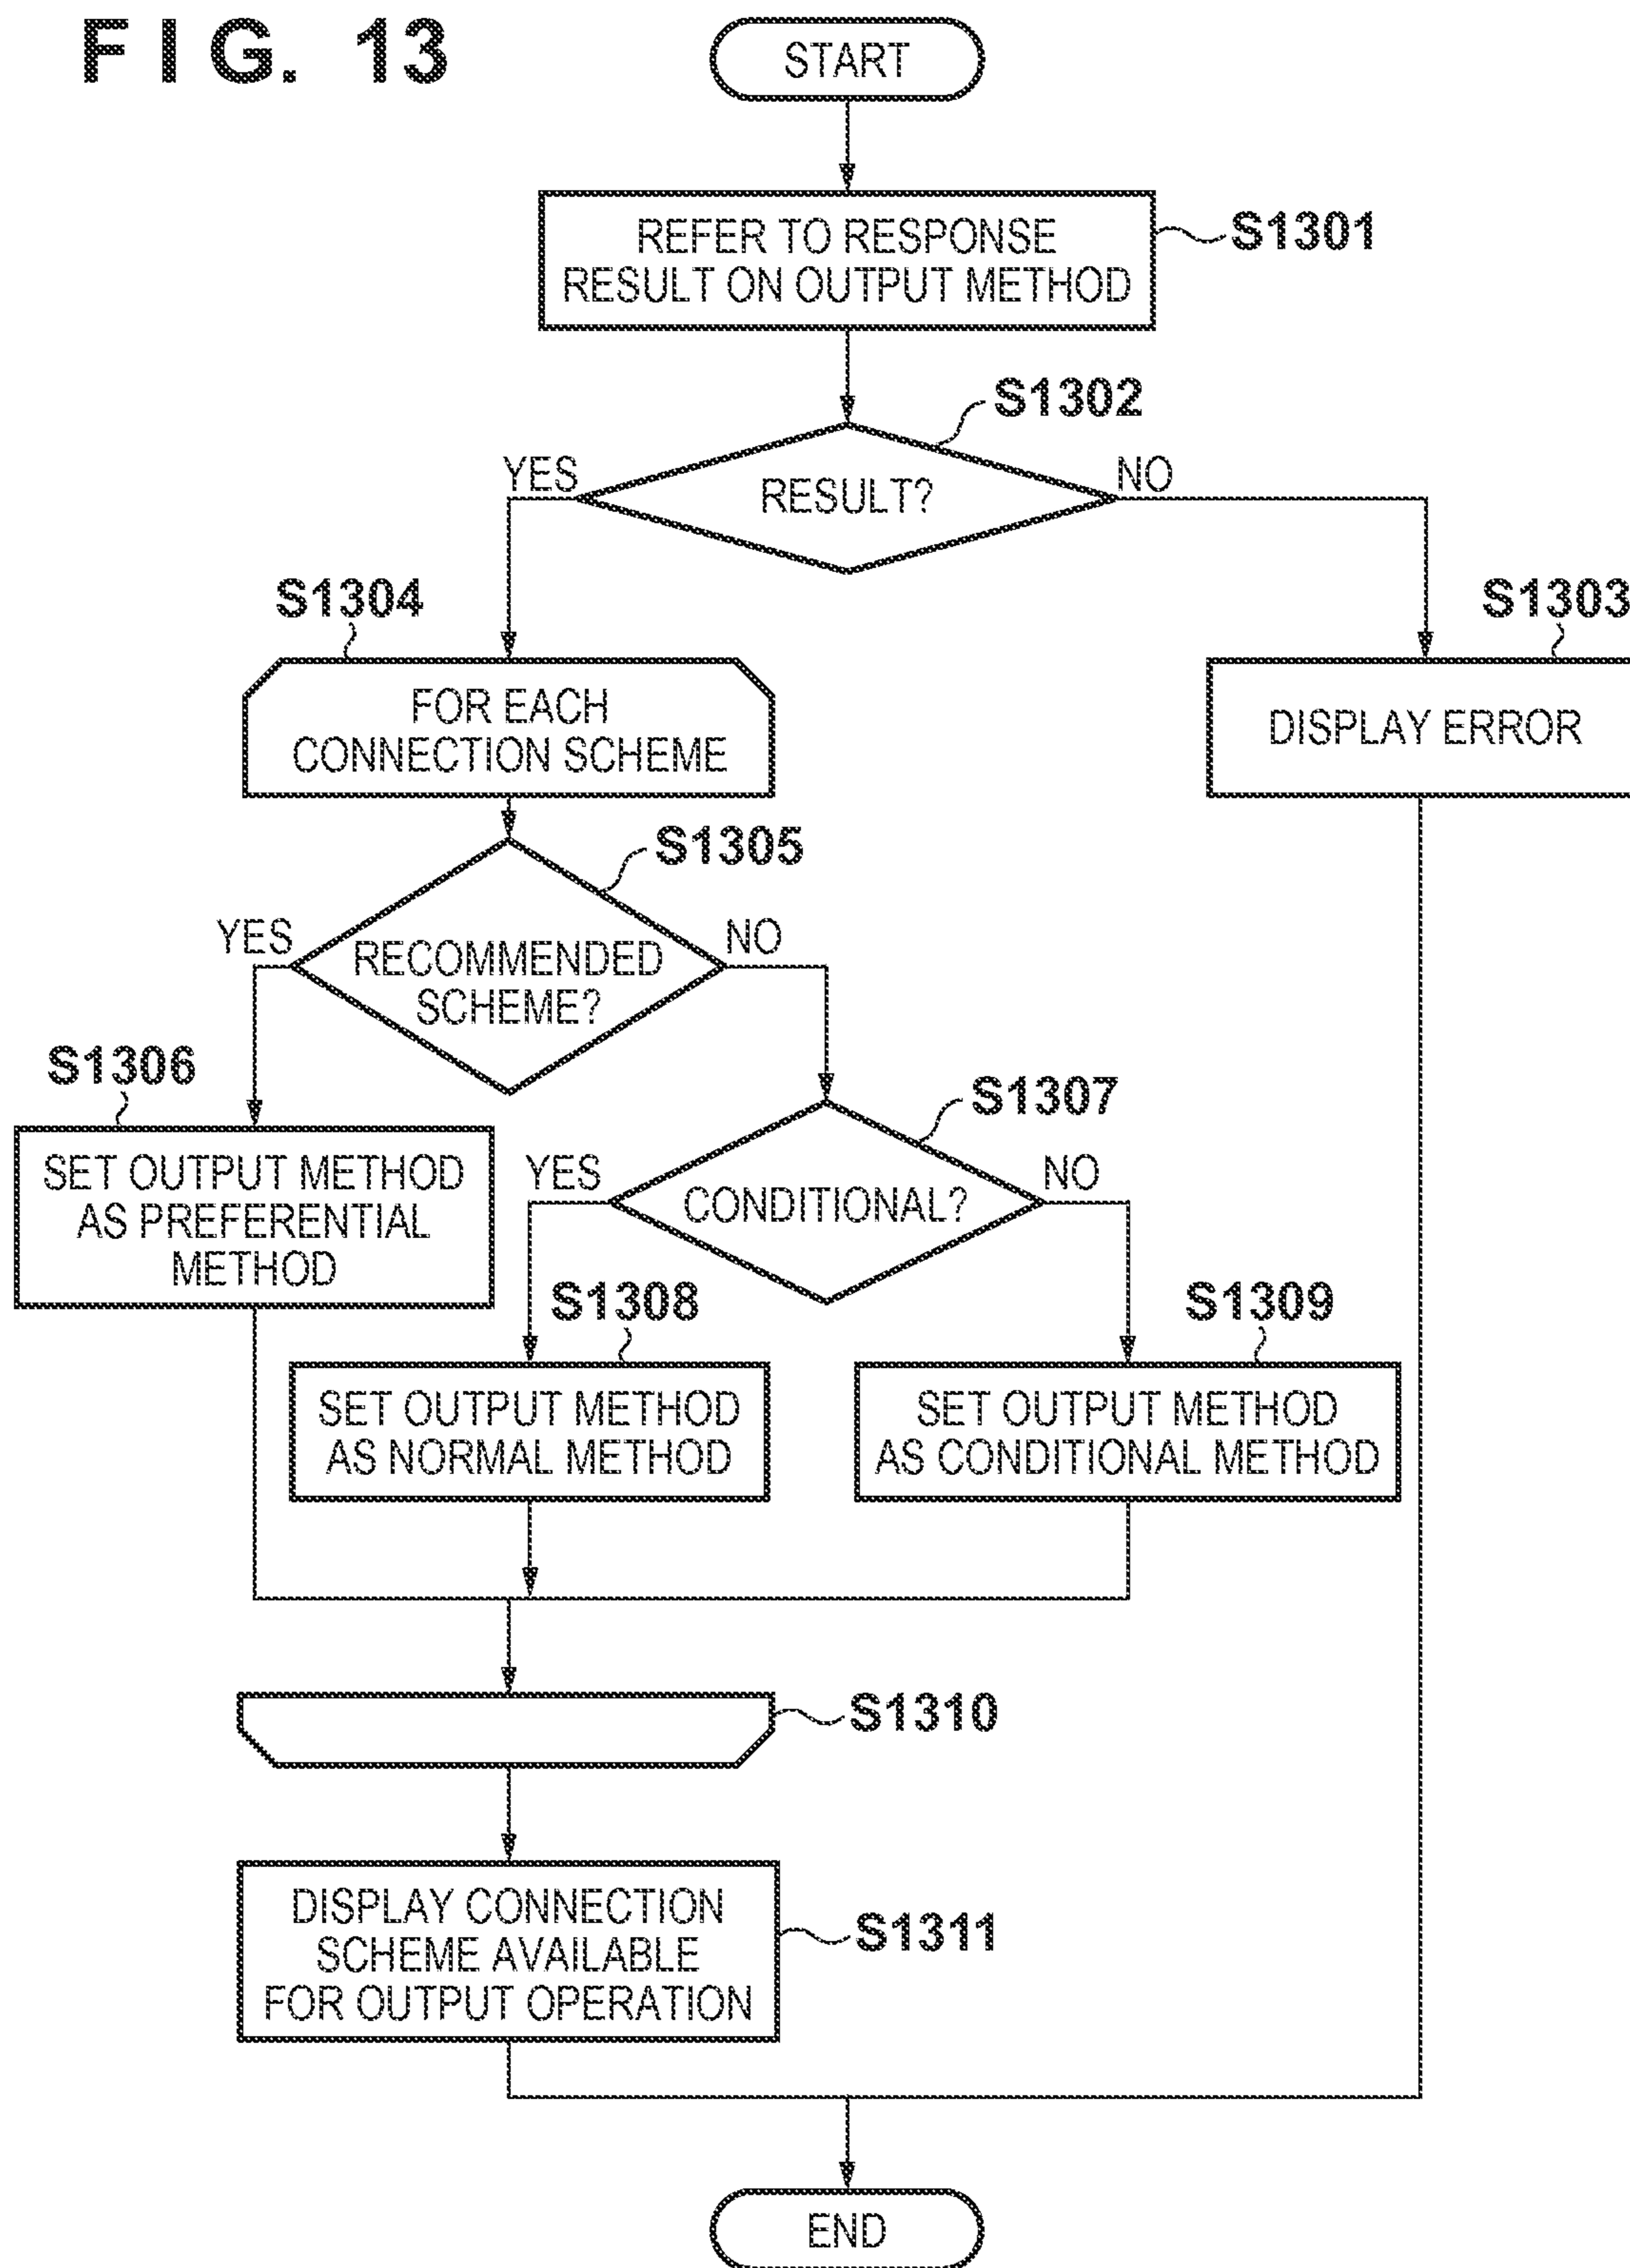 FIG. 13
START
REFER TO RESPONSE
RESULT ON OUTPUT METHOD
S1301
S1302
YES
RESULT?
NO
S1304
S1303
FOR EACH
CONNECTION SCHEME
DISPLAY ERROR
S1305
YES
RECOMMENDED
SCHEME?
NO
S1306
S1307
SET OUTPUT METHOD
AS PREFERENTIAL
METHOD
YES
CONDITIONAL?
NO
S1308
S1309
SET OUTPUT METHOD
AS NORMAL METHOD
SET OUTPUT METHOD
AS CONDITIONAL METHOD
S1310
DISPLAY CONNECTION
SCHEME AVAILABLE
FOR OUTPUT OPERATION
S1311
END